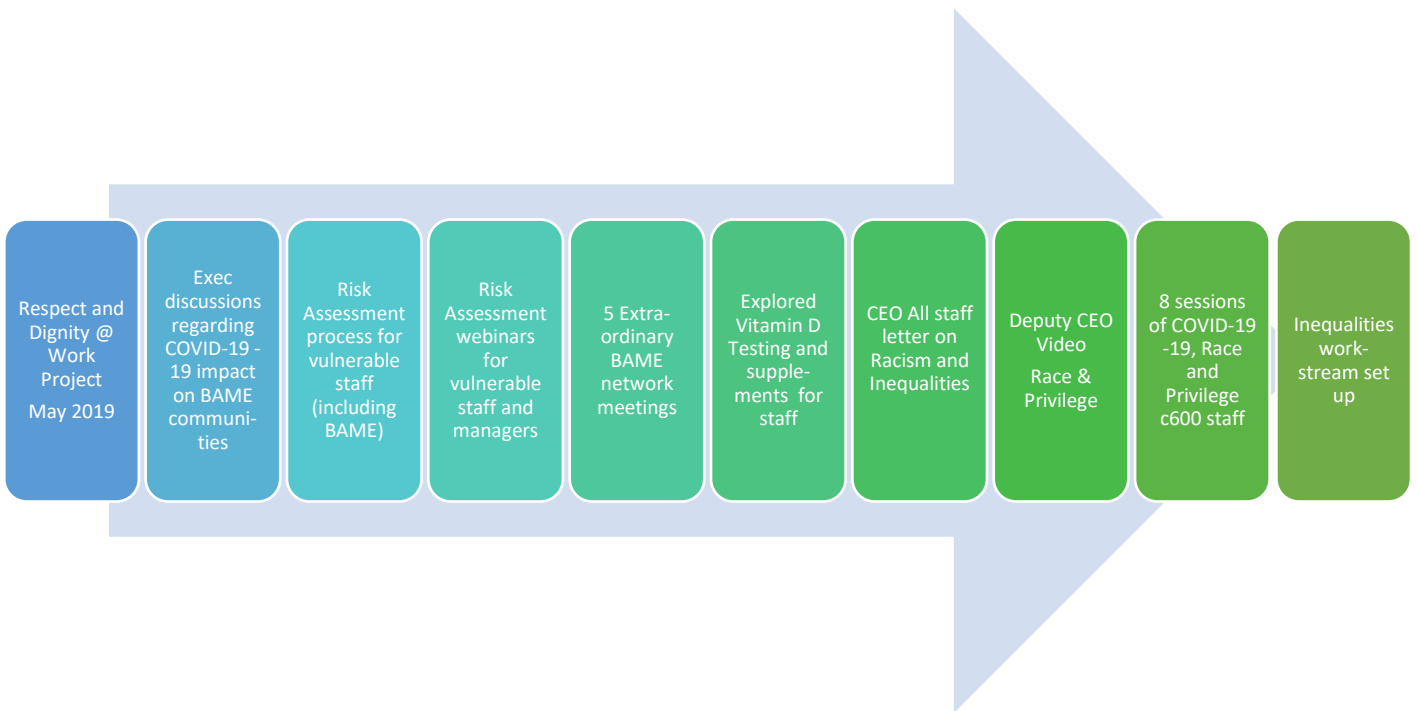 Respect and
Dignity @
Work
Project
May 2019
Exec
discussions
regarding
COVID-19 -
19 impact
on BAME
communi-
ties
Risk
Assessment
process for
vulnerable
staff
(including
BAME)
Risk
Assessment
webinars
for
vulnerable
staff and
managers
5 Extra-
ordinary
BAME
network
meetings
Explored
Vitamin D
Testing and
supple-
ments for
staff
CEO All staff
letter on
Racism and
Inequalities
Deputy CEO
Video
Race &
Privilege
8 sessions
of COVID-19
-19, Race
and
Privilege
c600 staff
Inequalities
work-
stream set
up